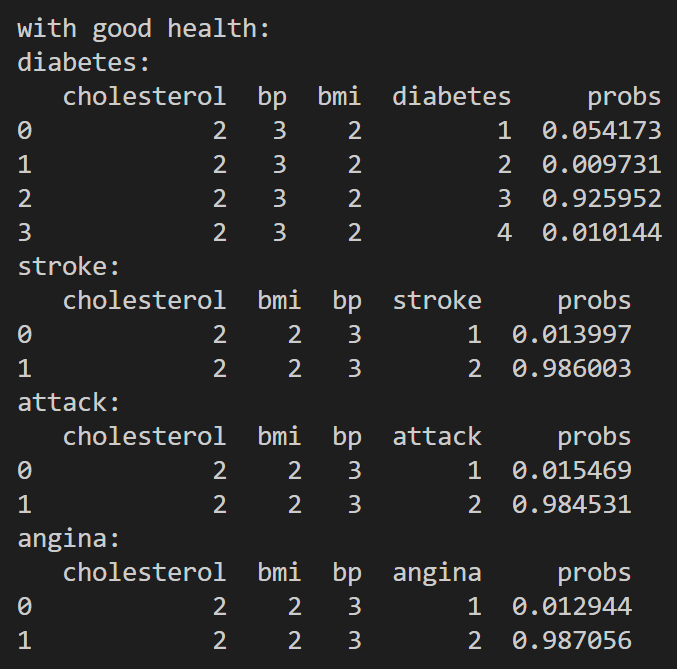 with good health:
diabetes:
   cholesterol  bp  bmi  diabetes     probs
0            2   3    2         1  0.054173
1            2   3    2         2  0.009731
2            2   3    2         3  0.925952
3            2   3    2         4  0.010144
stroke:
   cholesterol  bmi  bp  stroke     probs
0            2    2   3       1  0.013997
1            2    2   3       2  0.986003
attack:
   cholesterol  bmi  bp  attack     probs
0            2    2   3       1  0.015469
1            2    2   3       2  0.984531
angina:
   cholesterol  bmi  bp  angina     probs
0            2    2   3       1  0.012944
1            2    2   3       2  0.987056